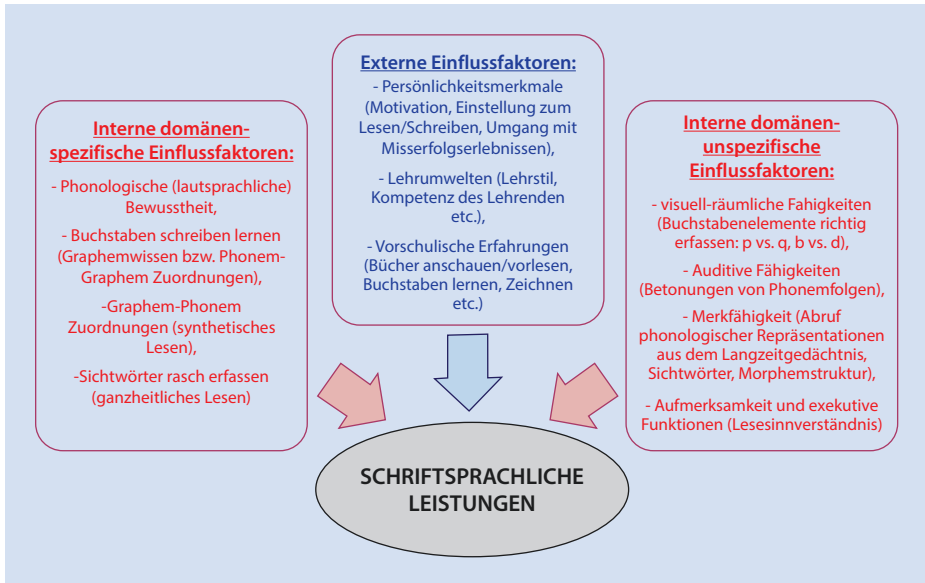 Interne domänen-
spezifische Einflussfaktoren:
- Phonologische (lautsprachliche)
Bewusstheit,
- Buchstaben schreiben lernen
(Graphemwissen bzw. Phonem-
Graphem Zuordnungen),
-Graphem-Phonem
Zuordnungen (synthetisches
Lesen),
-Sichtwörter rasch erfassen
(ganzheitliches Lesen)
Externe Einflussfaktoren:
- Persönlichkeitsmerkmale
(Motivation, Einstellung zum
Lesen/Schreiben, Umgang mit
Misserfolgserlebnissen),
- Lehrumwelten (Lehrstil,
Kompetenz des Lehrenden
etc.),
- Vorschulische Erfahrungen
(Bücher anschauen/vorlesen,
Buchstaben lernen, Zeichnen
etc.)
Interne domänen-
unspezifische
Einflussfaktoren:
- visuell-räumliche Fahigkeiten
(Buchstabenelemente richtig
erfassen: p vs. q, b vs. d),
- Auditive Fähigkeiten
(Betonungen von Phonemfolgen),
- Merkfähigkeit (Abruf
phonologischer Repräsentationen
aus dem Langzeitgedächtnis,
Sichtwörter, Morphemstruktur),
- Aufmerksamkeit und exekutive
Funktionen (Lesesinnverständnis)
SCHRIFTSPRACHLICHE
LEISTUNGEN